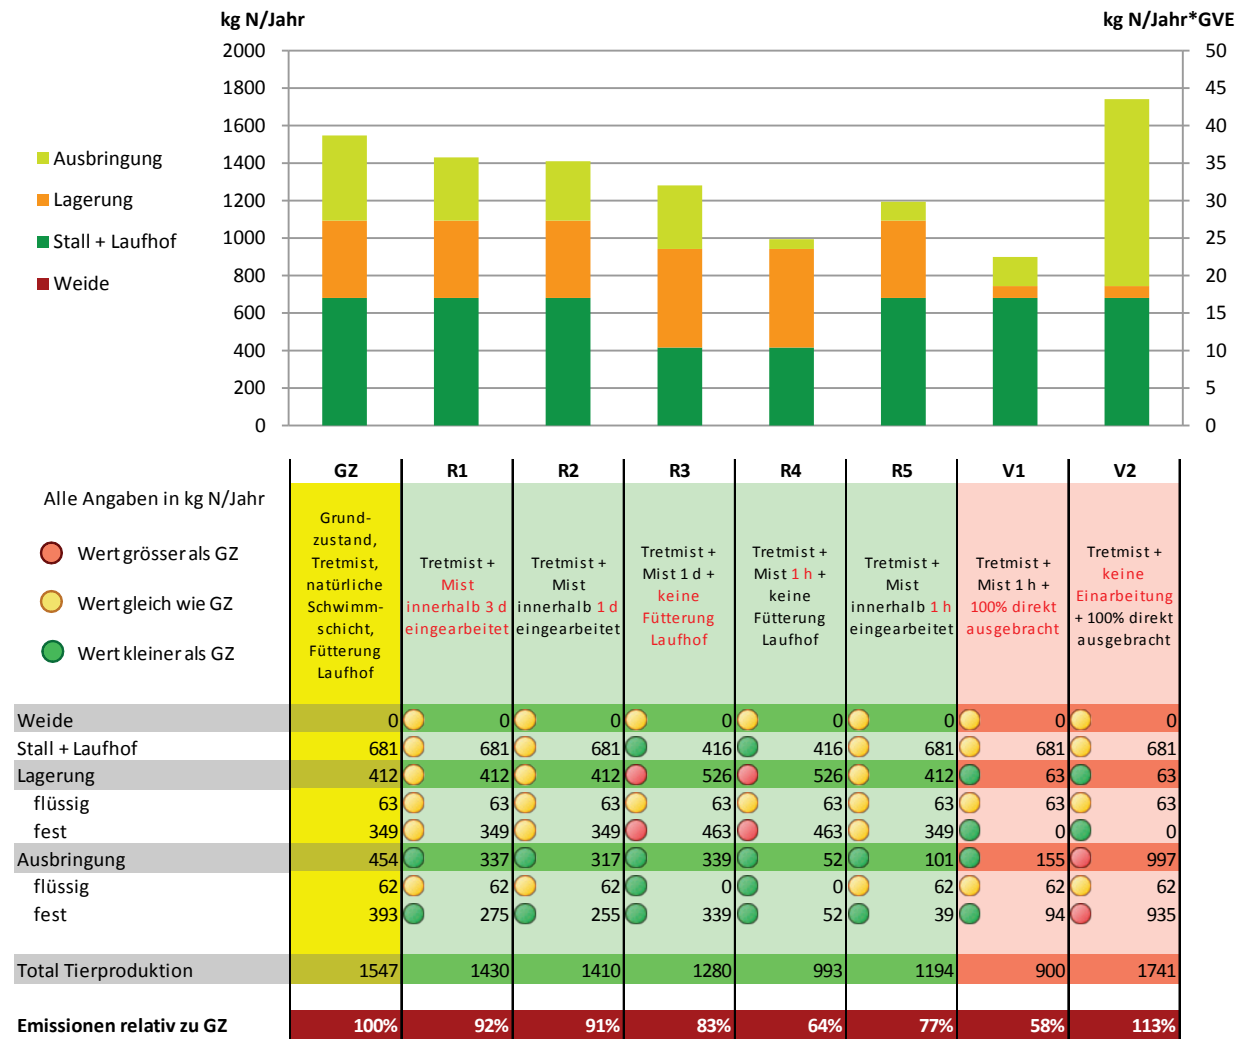 kg N/Jahr kg N/Jahr*GVE
2000 50
1800 45
1600 40
1400 35
1200 30
1000 25
800 20
600 15
400 10
200 5
0 0
Ausbringung
Lagerung
Stall + Laufhof
Weide
Alle Angaben in kg N/Jahr
Wert grösser als GZ
Wert gleich wie GZ
Wert kleiner als GZ
GZ R1 R2 R3 R4 R5 V1 V2
Grund-
zustand,
Tretmist,
natürliche
Schwimm-
schicht,
Fütterung
Laufhof
Tretmist +
Mist
innerhalb 3 d
eingearbeitet
Tretmist +
Mist
innerhalb 1 d
eingearbeitet
Tretmist +
Mist 1 d +
keine
Fütterung
Laufhof
Tretmist +
Mist 1 h +
keine
Fütterung
Laufhof
Tretmist +
Mist
innerhalb 1 h
eingearbeitet
Tretmist +
Mist 1 h +
100% direkt
ausgebracht
Tretmist +
keine
Einarbeitung
+ 100% direkt
ausgebracht
Weide 0 0 0 0 0 0 0 0
Stall + Laufhof 681 681 681 416 416 681 681 681
Lagerung 412 412 412 526 526 412 63 63
flüssig 63 63 63 63 63 63 63 63
fest 349 349 349 463 463 349 0 0
Ausbringung 454 337 317 339 52 101 155 997
flüssig 62 62 62 0 0 62 62 62
fest 393 275 255 339 52 39 94 935
Total Tierproduktion 1547 1430 1410 1280 993 1194 900 1741
Emissionen relativ zu GZ 100% 92% 91% 83% 64% 77% 58% 113%